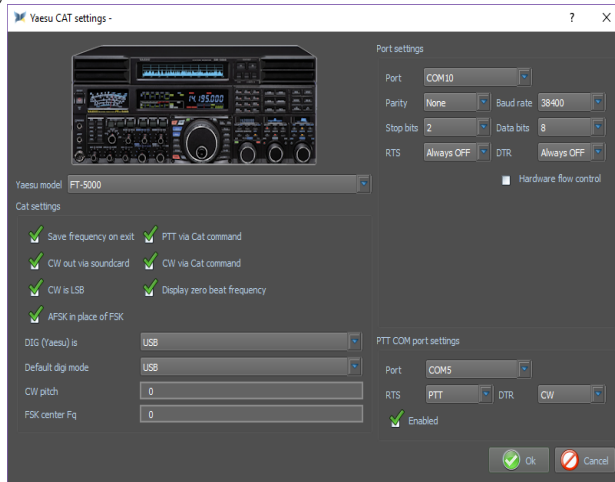 Yaesu CAT settings -
? X
14.195.000
Yaesu model FT-5000
Cat settings
Save frequency on exit PTT via Cat command
CW out via soundcard CW via Cat command
CW is LSB Display zero beat frequency
AFSK in place of FSK
DIG (Yaesu) is USB
Default digi mode USB
CW pitch 0
FSK center Fq 0
Port settings
Port COM10
Parity None Baud rate 38400
Stop bits 2 Data bits 8
RTS Always OFF DTR Always OFF
Hardware flow control
PTT COM port settings
Port COM5
RTS PTT DTR CW
Enabled
Ok Cancel